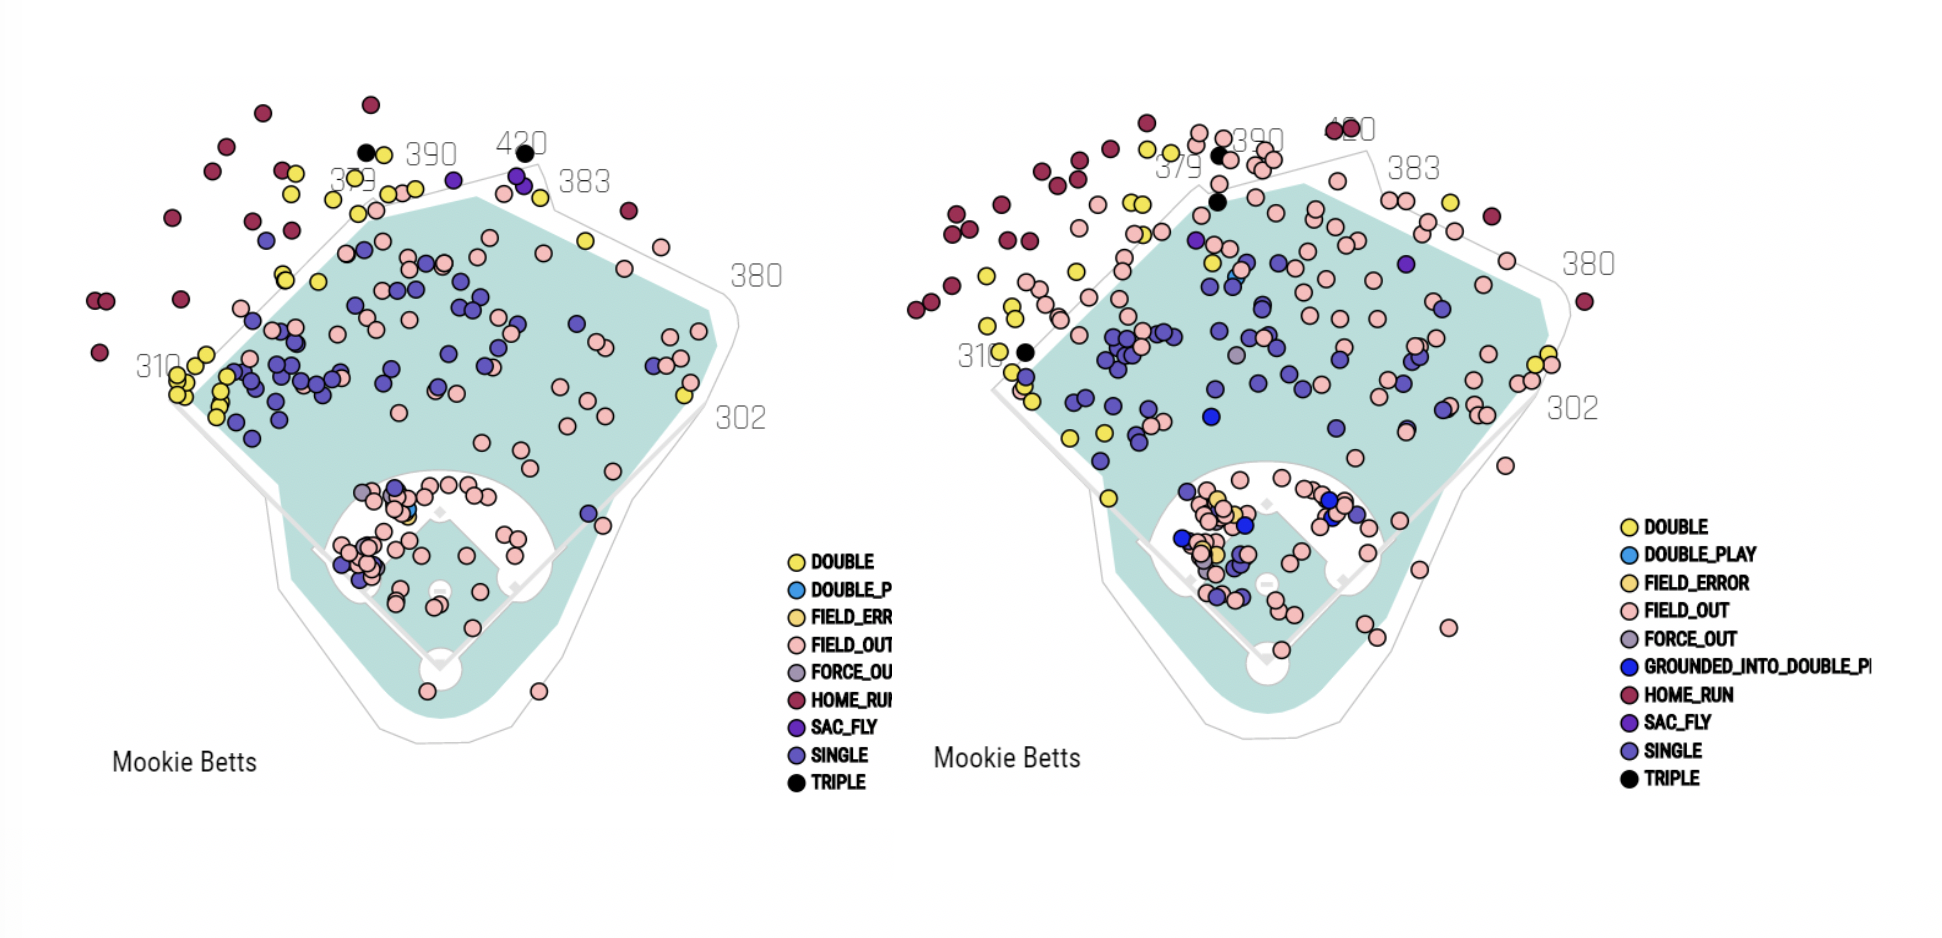 390
420
379
383
310
380
302
DOUBLE
DOUBLE_P
FIELD_ERR
FIELD_OUT
FORCE_OU
HOME_RUI
SAC_FLY
SINGLE
TRIPLE
Mookie Betts
390
420
379
383
310
380
302
DOUBLE
DOUBLE_PLAY
FIELD_ERROR
FIELD_OUT
FORCE_OUT
GROUNDED_INTO_DOUBLE_P
HOME_RUN
SAC_FLY
SINGLE
TRIPLE
Mookie Betts